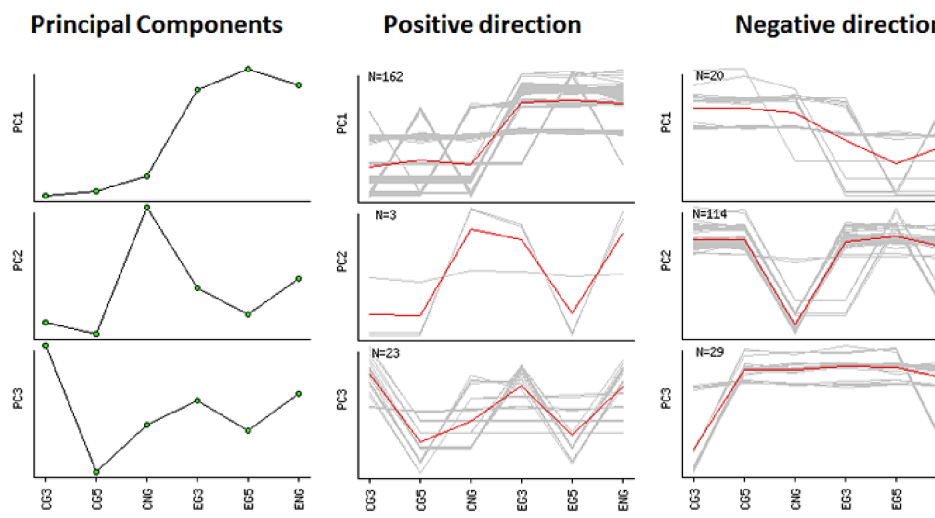 Principal Components Positive direction Negative direction
PC1 N=162 PC1 N=20 PC1
PC2 N=3 PC2 N=114 PC2
PC3 N=23 PC3 N=29 PC3
CG3 CG5 CNG EG3 EG5 ENG CG3 CG5 CNG EG3 EG5 ENG CG3 CG5 CNG EG3 EG5